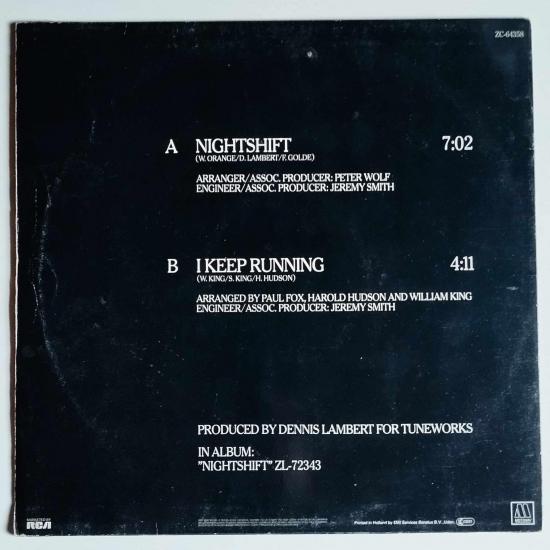 ZC-64358
A NIGHTSHIFT 7:02
(W. ORANGE/D. LAMBERT/F. GOLDE)
ARRANGER/ASSOC. PRODUCER: PETER WOLF
ENGINEER/ASSOC. PRODUCER: JEREMY SMITH
B I KEEP RUNNING 4:11
(W. KING/S. KING/H. HUDSON)
ARRANGED BY PAUL FOX, HAROLD HUDSON AND WILLIAM KING
ENGINEER/ASSOC. PRODUCER: JEREMY SMITH
PRODUCED BY DENNIS LAMBERT FOR TUNEWORKS
IN ALBUM:
"NIGHTSHIFT" ZL-72343
RCA
Printed in Holland by EMI Services Benelux B.V.
MOTOWN